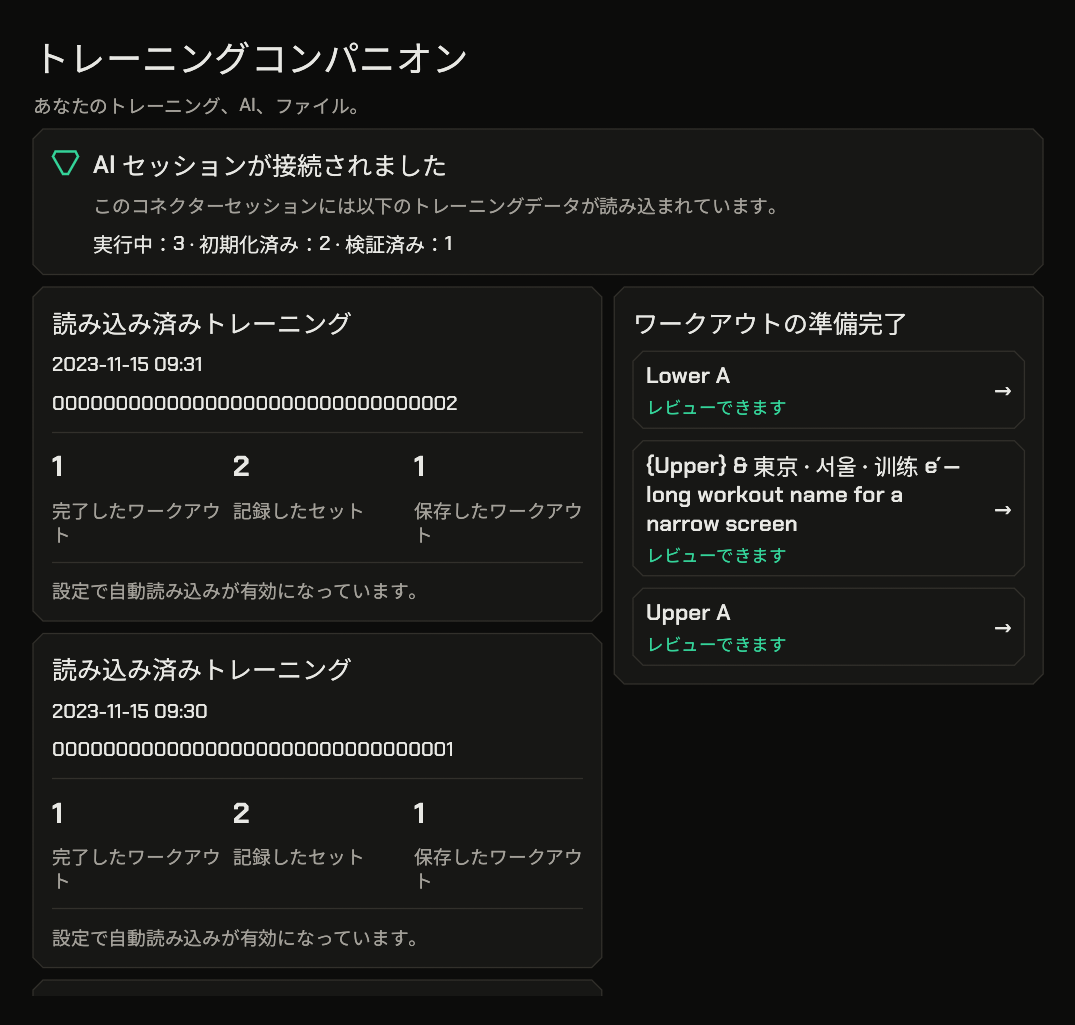 トレーニングコンパニオン
あなたのトレーニング、AI、ファイル。
AI セッションが接続されました
このコネクターセッションには以下のトレーニングデータが読み込まれています。
実行中：3 · 初期化済み：2 · 検証済み：1
読み込み済みトレーニング
2023-11-15 09:31
00000000000000000000000000000002
1
2
1
完了したワークアウ
ト
記録したセット
保存したワークアウ
ト
設定で自動読み込みが有効になっています。
読み込み済みトレーニング
2023-11-15 09:30
00000000000000000000000000000001
1
2
1
完了したワークアウ
ト
記録したセット
保存したワークアウ
ト
設定で自動読み込みが有効になっています。
ワークアウトの準備完了
Lower A
レビューできます
→
{Upper} & 東京 · 서울 · 训练 é —
long workout name for a
narrow screen
レビューできます
→
Upper A
レビューできます
→